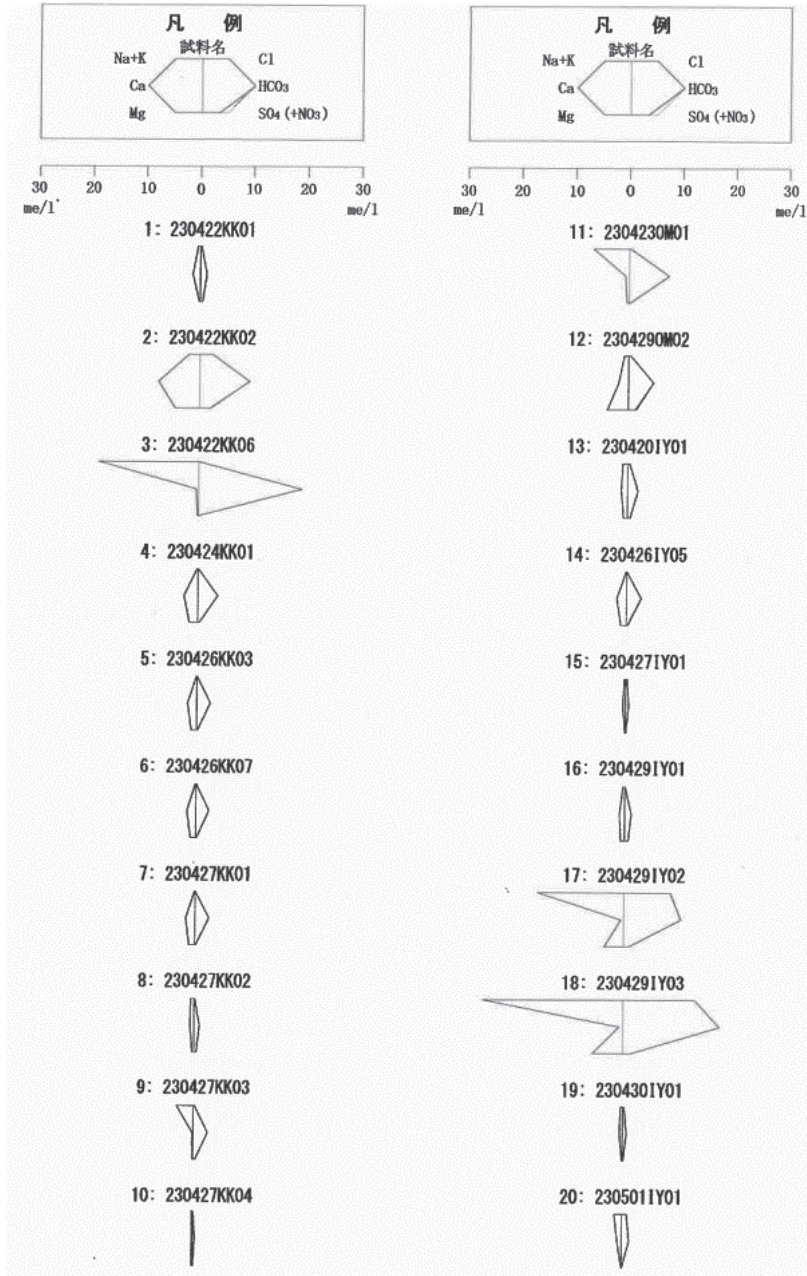 凡 例
試料名
Na+K Cl
Ca HCO₃
Mg SO₄(+NO₃)
30 20 10 0 10 20 30
me/l me/l
1: 230422KK01
2: 230422KK02
3: 230422KK06
4: 230424KK01
5: 230426KK03
6: 230426KK07
7: 230427KK01
8: 230427KK02
9: 230427KK03
10: 230427KK04
凡 例
試料名
Na+K Cl
Ca HCO₃
Mg SO₄(+NO₃)
30 20 10 0 10 20 30
me/l me/l
11: 230423OM01
12: 230429OM02
13: 230420IY01
14: 230426IY05
15: 230427IY01
16: 230429IY01
17: 230429IY02
18: 230429IY03
19: 230430IY01
20: 230501IY01